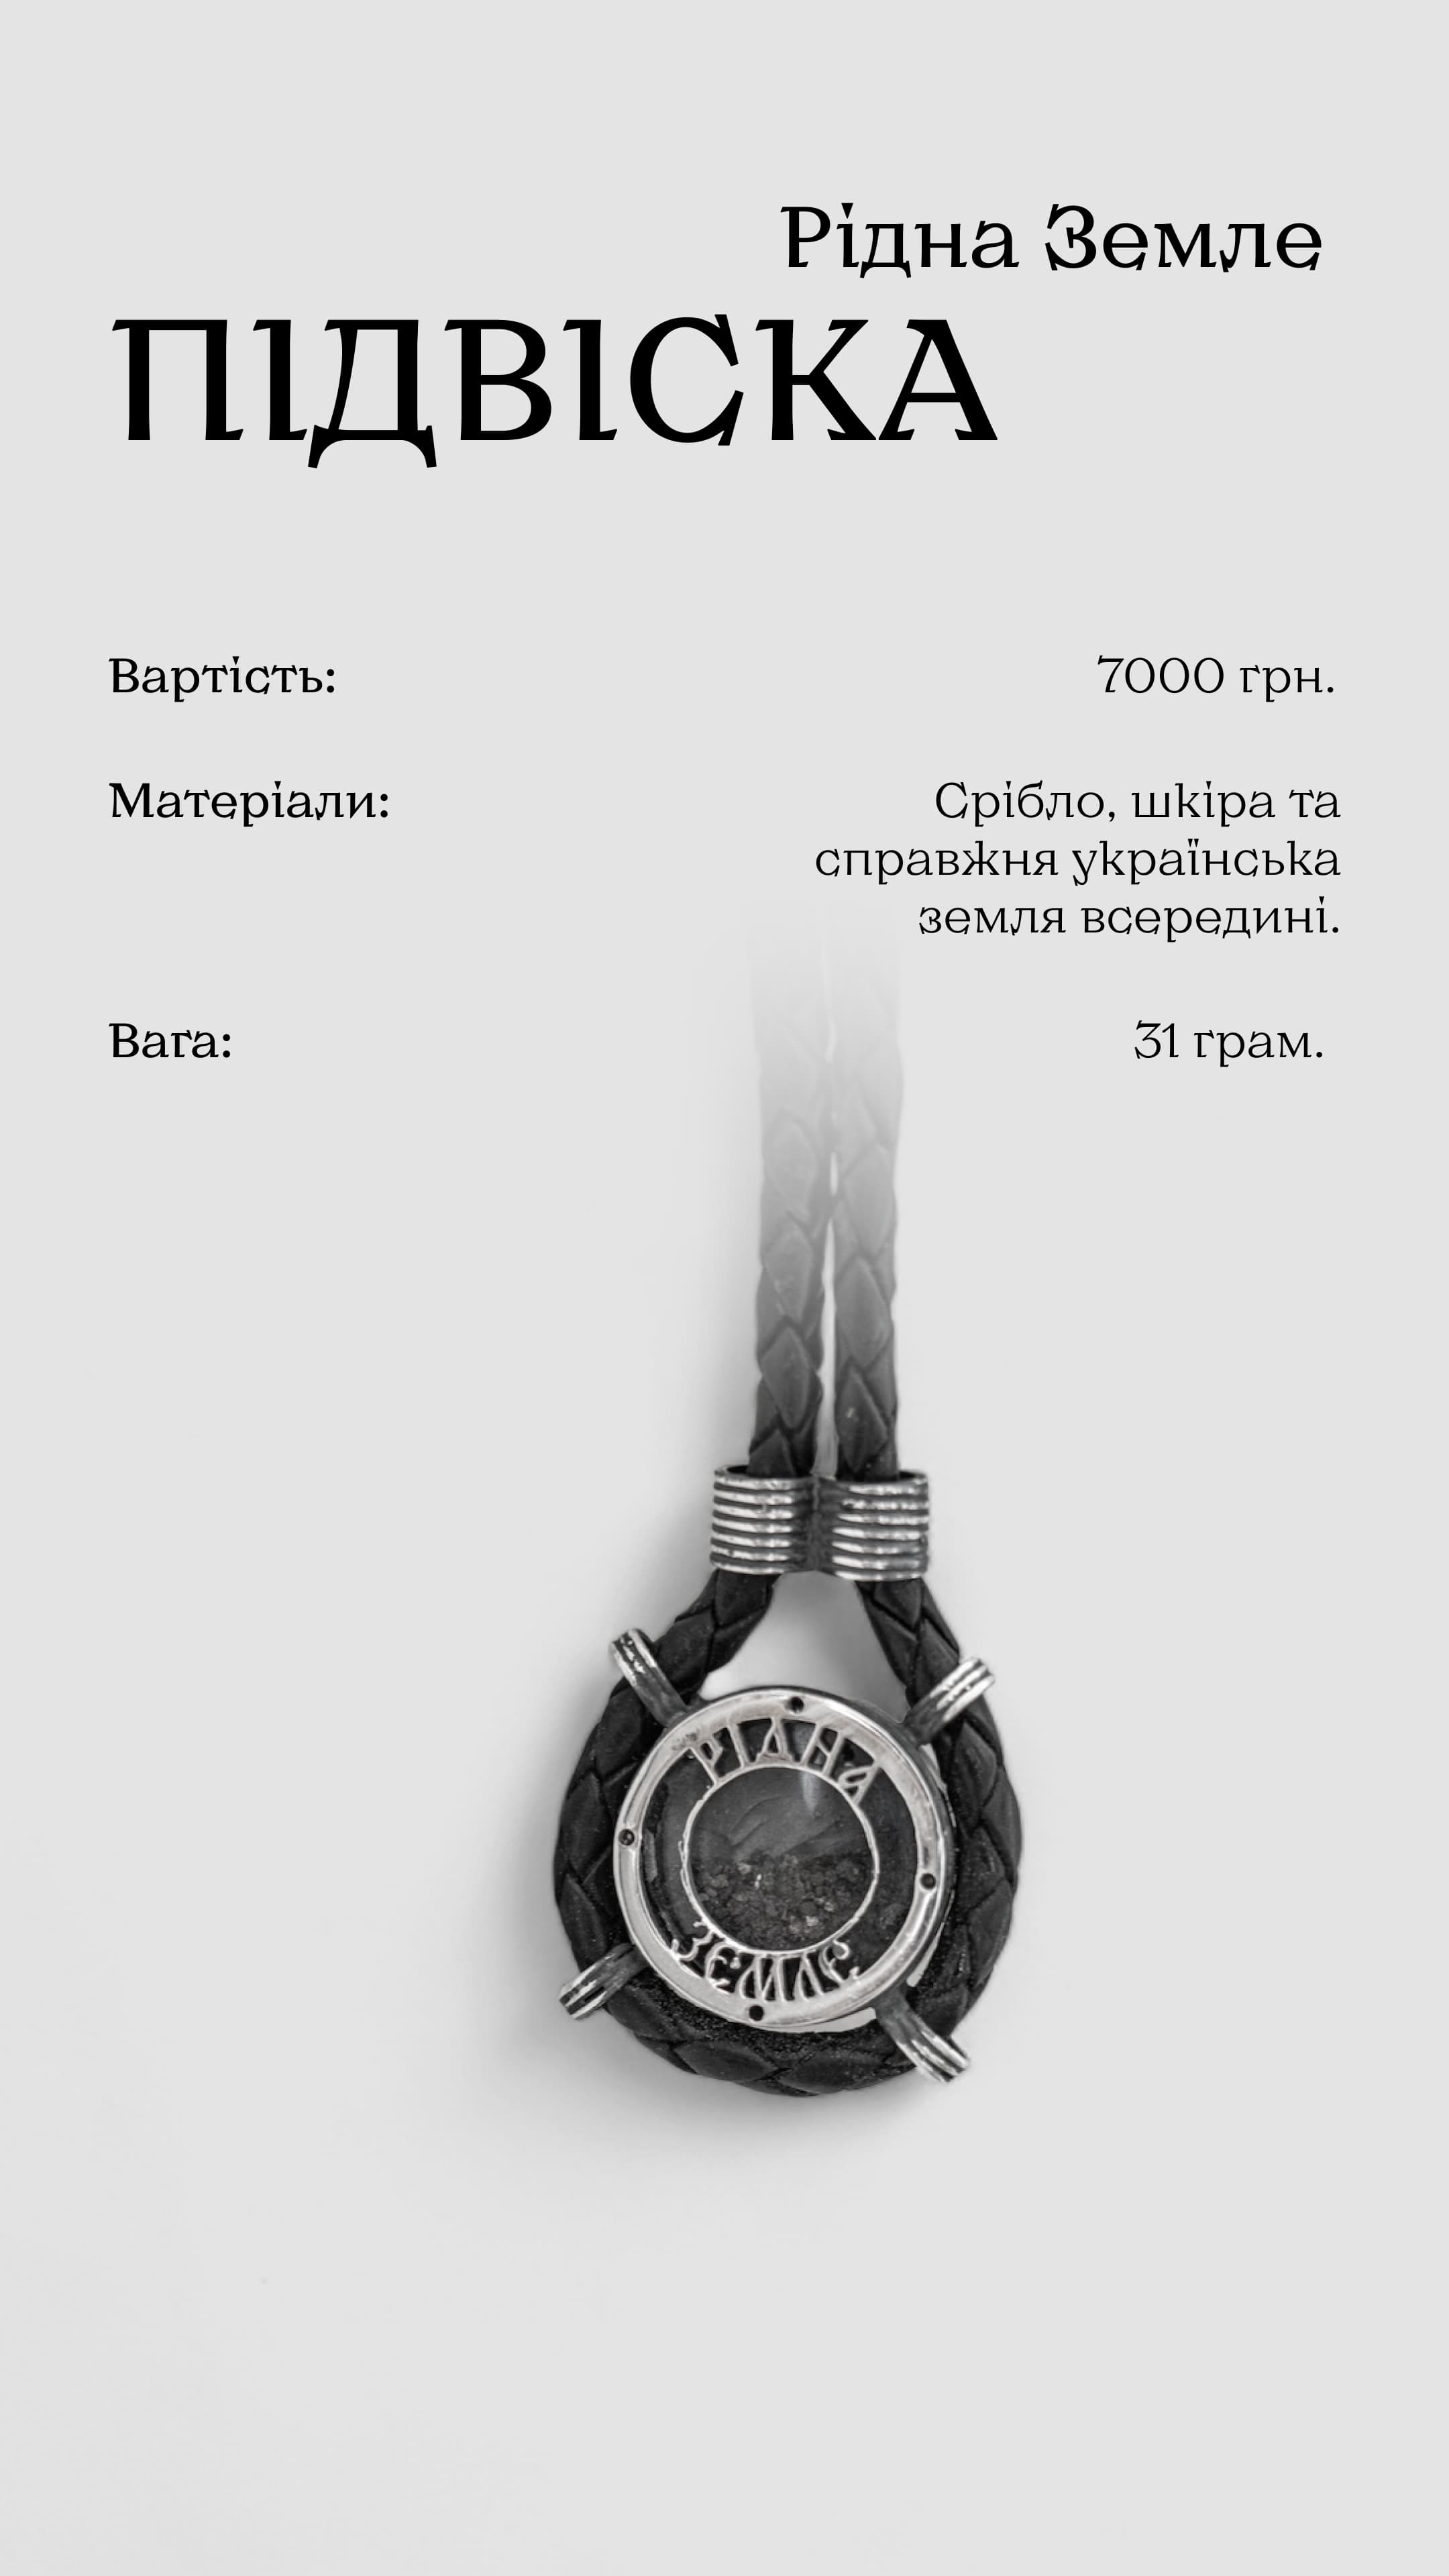 Рідна Земле
ПІДВІСКА
Вартість: 7000 грн.
Матеріали: Срібло, шкіра та
справжня українська
земля всередині.
Вага: 31 грам.
РІДНА
ЗЕМЛЕ